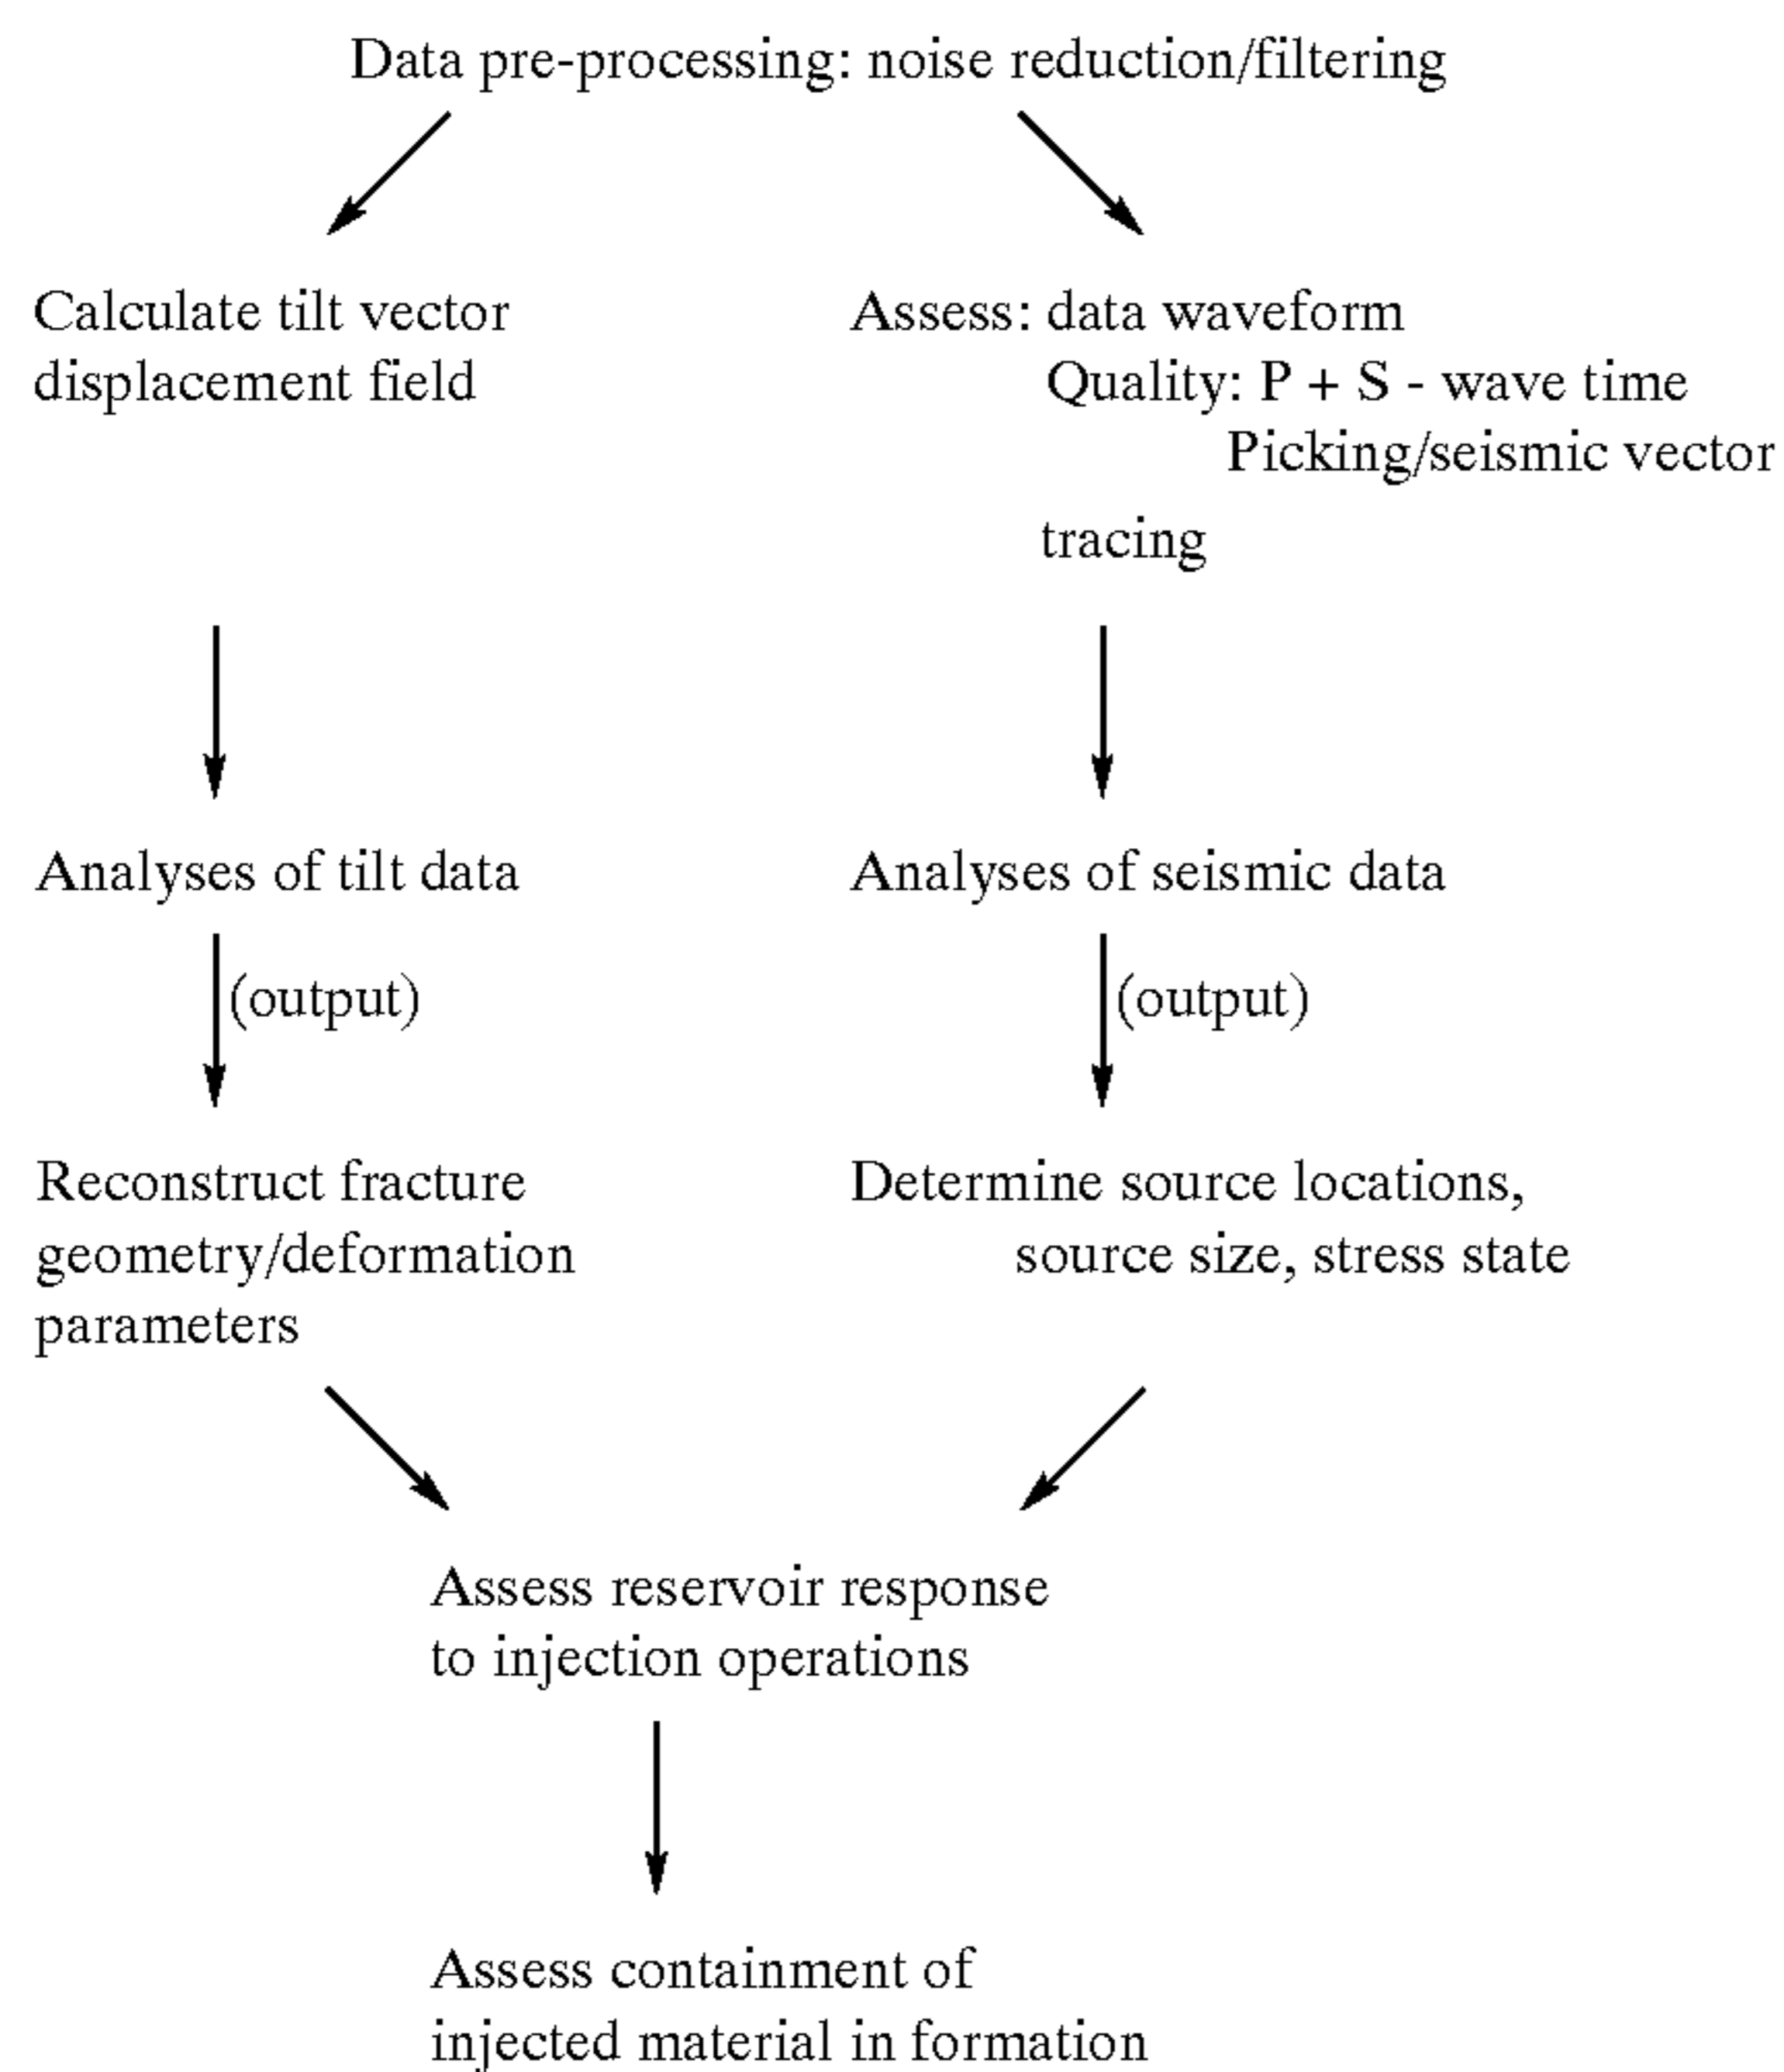 Data pre-processing: noise reduction/filtering
Calculate tilt vector
displacement field
Assess: data waveform
Quality: P + S - wave time
Picking/seismic vector
tracing
Analyses of tilt data
Analyses of seismic data
(output)
(output)
Reconstruct fracture
geometry/deformation
parameters
Determine source locations,
source size, stress state
Assess reservoir response
to injection operations
Assess containment of
injected material in formation